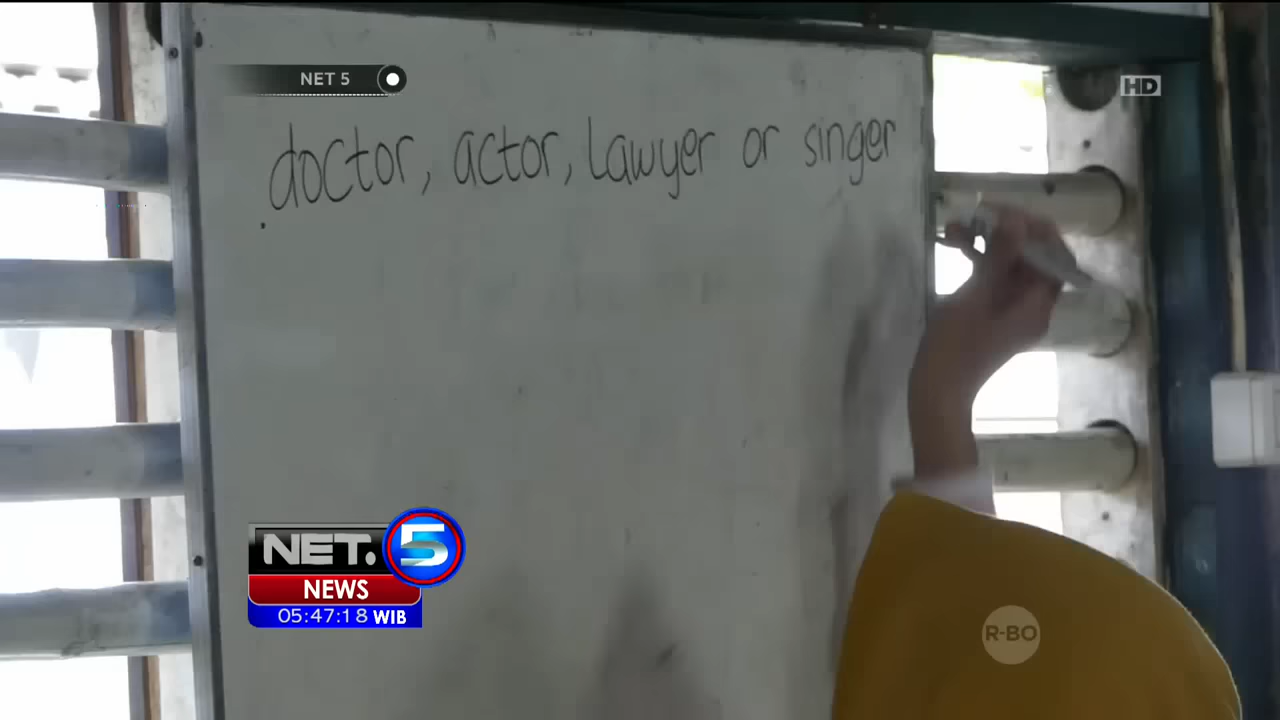 NET 5
HD
doctor, actor, lawyer or singer
NET. 5
NEWS
05:47:18 WIB
R-BO